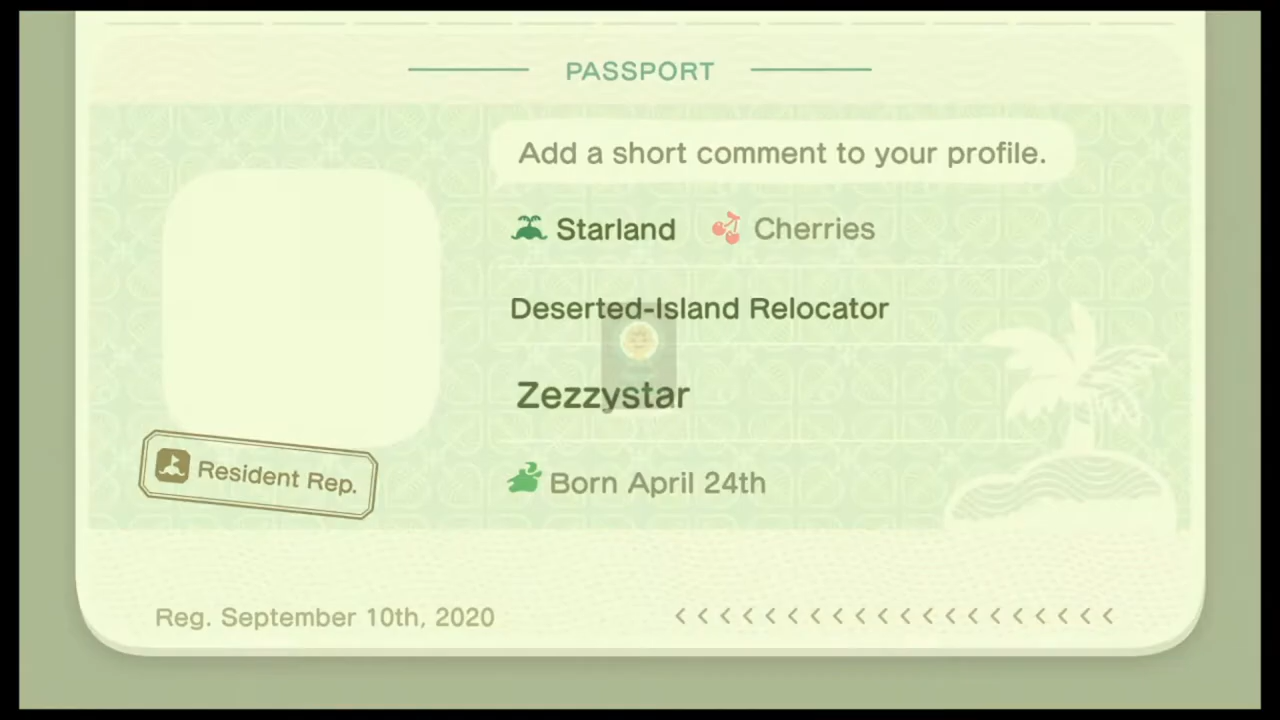 PASSPORT
Add a short comment to your profile.
Starland Cherries
Deserted-Island Relocator
Zezzystar
Born April 24th
Resident Rep.
Reg. September 10th, 2020 <<<<<<<<<<<<<<<<<<<